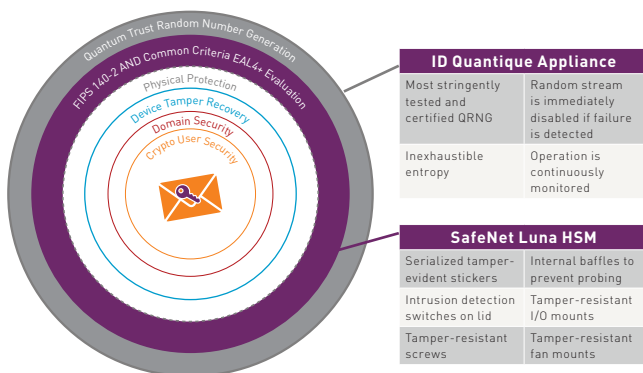 Quantum Trust Random Number Generation
FIPS 140-2 AND Common Criteria EAL4+ Evaluation
Physical Protection
Device Tamper Recovery
Domain Security
Crypto User Security
ID Quantique Appliance
Most stringently
tested and
certified QRNG
Random stream
is immediately
disabled if failure
is detected
Inexhaustible
entropy
Operation is
continuously
monitored
SafeNet Luna HSM
Serialized tamper-
evident stickers
Internal baffles to
prevent probing
Intrusion detection
switches on lid
Tamper-resistant
I/O mounts
Tamper-resistant
screws
Tamper-resistant
fan mounts